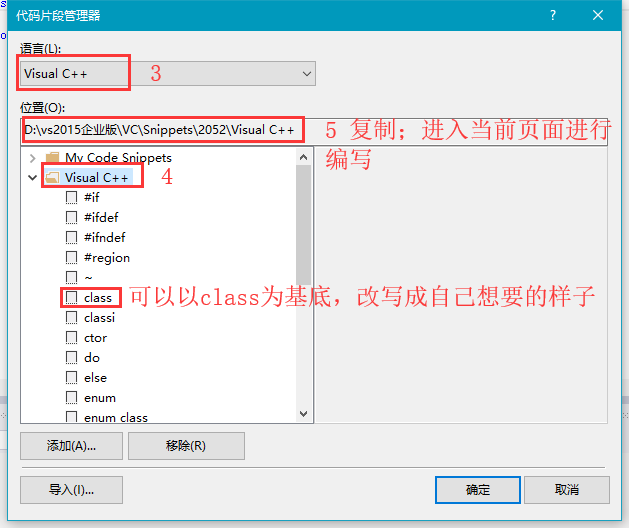 代码片段管理器
语言(L):
Visual C++
3
位置(O):
D:\vs2015企业版\VC\Snippets\2052\Visual C++
5 复制；进入当前页面进行
编写
My Code Snippets
Visual C++
4
#if
#ifdef
#ifndef
#region
~
class
可以以class为基底，改写成自己想要的样子
classi
ctor
do
else
enum
enum class
添加(A)...
移除(R)
导入(I)...
确定
取消